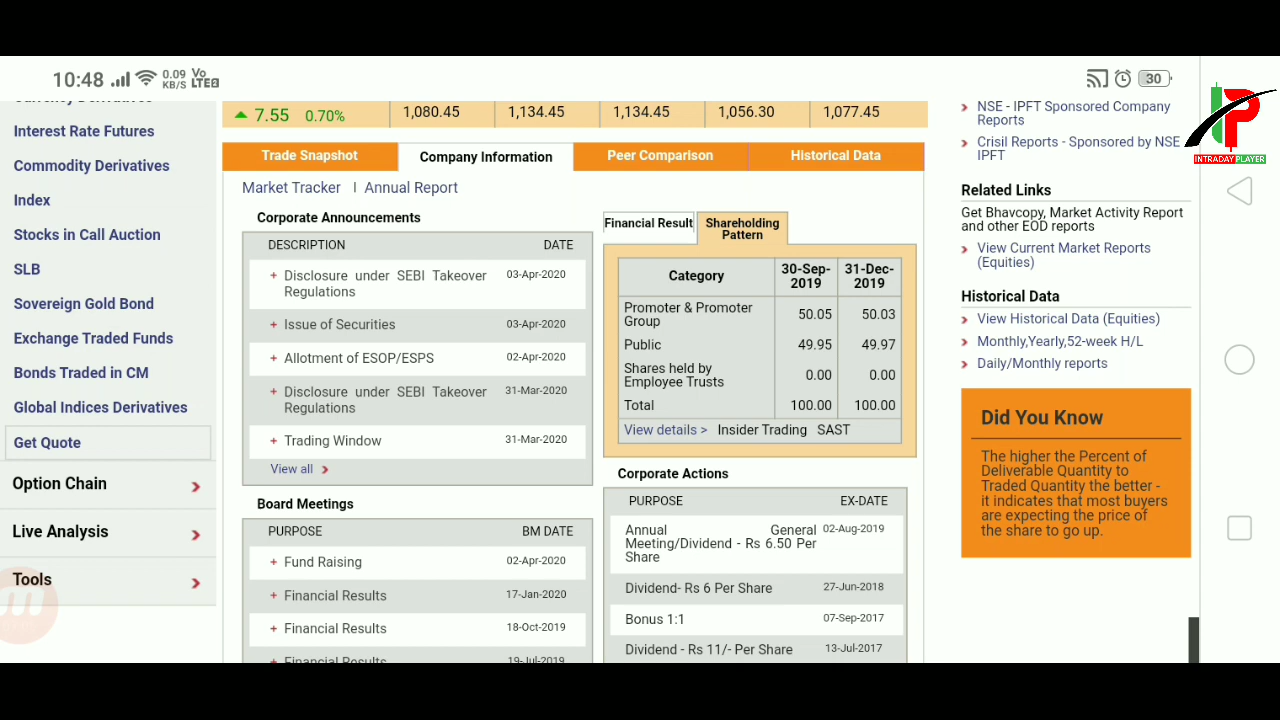 10:48 0.09 KB/S Vo LTE2 30
Currency Derivatives
Interest Rate Futures
Commodity Derivatives
Index
Stocks in Call Auction
SLB
Sovereign Gold Bond
Exchange Traded Funds
Bonds Traded in CM
Global Indices Derivatives
Get Quote
Option Chain
Live Analysis
Tools
7.55 0.70% 1,080.45 1,134.45 1,134.45 1,056.30 1,077.45
Trade Snapshot Company Information Peer Comparison Historical Data
Market Tracker | Annual Report
Corporate Announcements
DESCRIPTION DATE
+ Disclosure under SEBI Takeover 03-Apr-2020
Regulations
+ Issue of Securities 03-Apr-2020
+ Allotment of ESOP/ESPS 02-Apr-2020
+ Disclosure under SEBI Takeover 31-Mar-2020
Regulations
+ Trading Window 31-Mar-2020
View all
Board Meetings
PURPOSE BM DATE
+ Fund Raising 02-Apr-2020
+ Financial Results 17-Jan-2020
+ Financial Results 18-Oct-2019
+ Financial Results 19-Jul-2019
Financial Result Shareholding
Pattern
Category 30-Sep- 31-Dec-
2019 2019
Promoter & Promoter 50.05 50.03
Group
Public 49.95 49.97
Shares held by 0.00 0.00
Employee Trusts
Total 100.00 100.00
View details > Insider Trading SAST
Corporate Actions
PURPOSE EX-DATE
Annual General 02-Aug-2019
Meeting/Dividend - Rs 6.50 Per
Share
Dividend- Rs 6 Per Share 27-Jun-2018
Bonus 1:1 07-Sep-2017
Dividend - Rs 11/- Per Share 13-Jul-2017
NSE - IPFT Sponsored Company
Reports
Crisil Reports - Sponsored by NSE
IPFT
Related Links
Get Bhavcopy, Market Activity Report
and other EOD reports
View Current Market Reports
(Equities)
Historical Data
View Historical Data (Equities)
Monthly,Yearly,52-week H/L
Daily/Monthly reports
Did You Know
The higher the Percent of
Deliverable Quantity to
Traded Quantity the better -
it indicates that most buyers
are expecting the price of
the share to go up.
IP
INTRADAY PLAYER